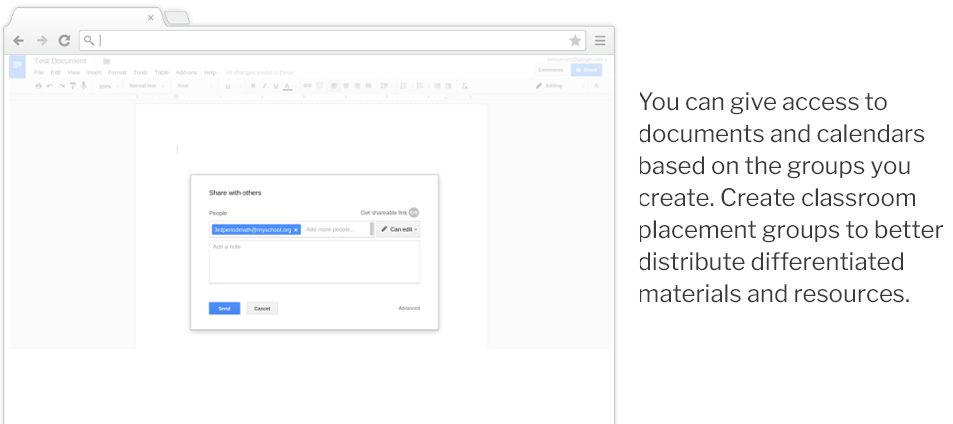 Test Document
File Edit View Insert Format Tools Table Add-ons Help All changes saved in Drive
Comments Share
100% Normal text Arial Editing
Share with others
People Get shareable link
3rdperiodmath@myschool.org × Add more people... Can edit
Add a note
Send Cancel Advanced
You can give access to
documents and calendars
based on the groups you
create. Create classroom
placement groups to better
distribute differentiated
materials and resources.